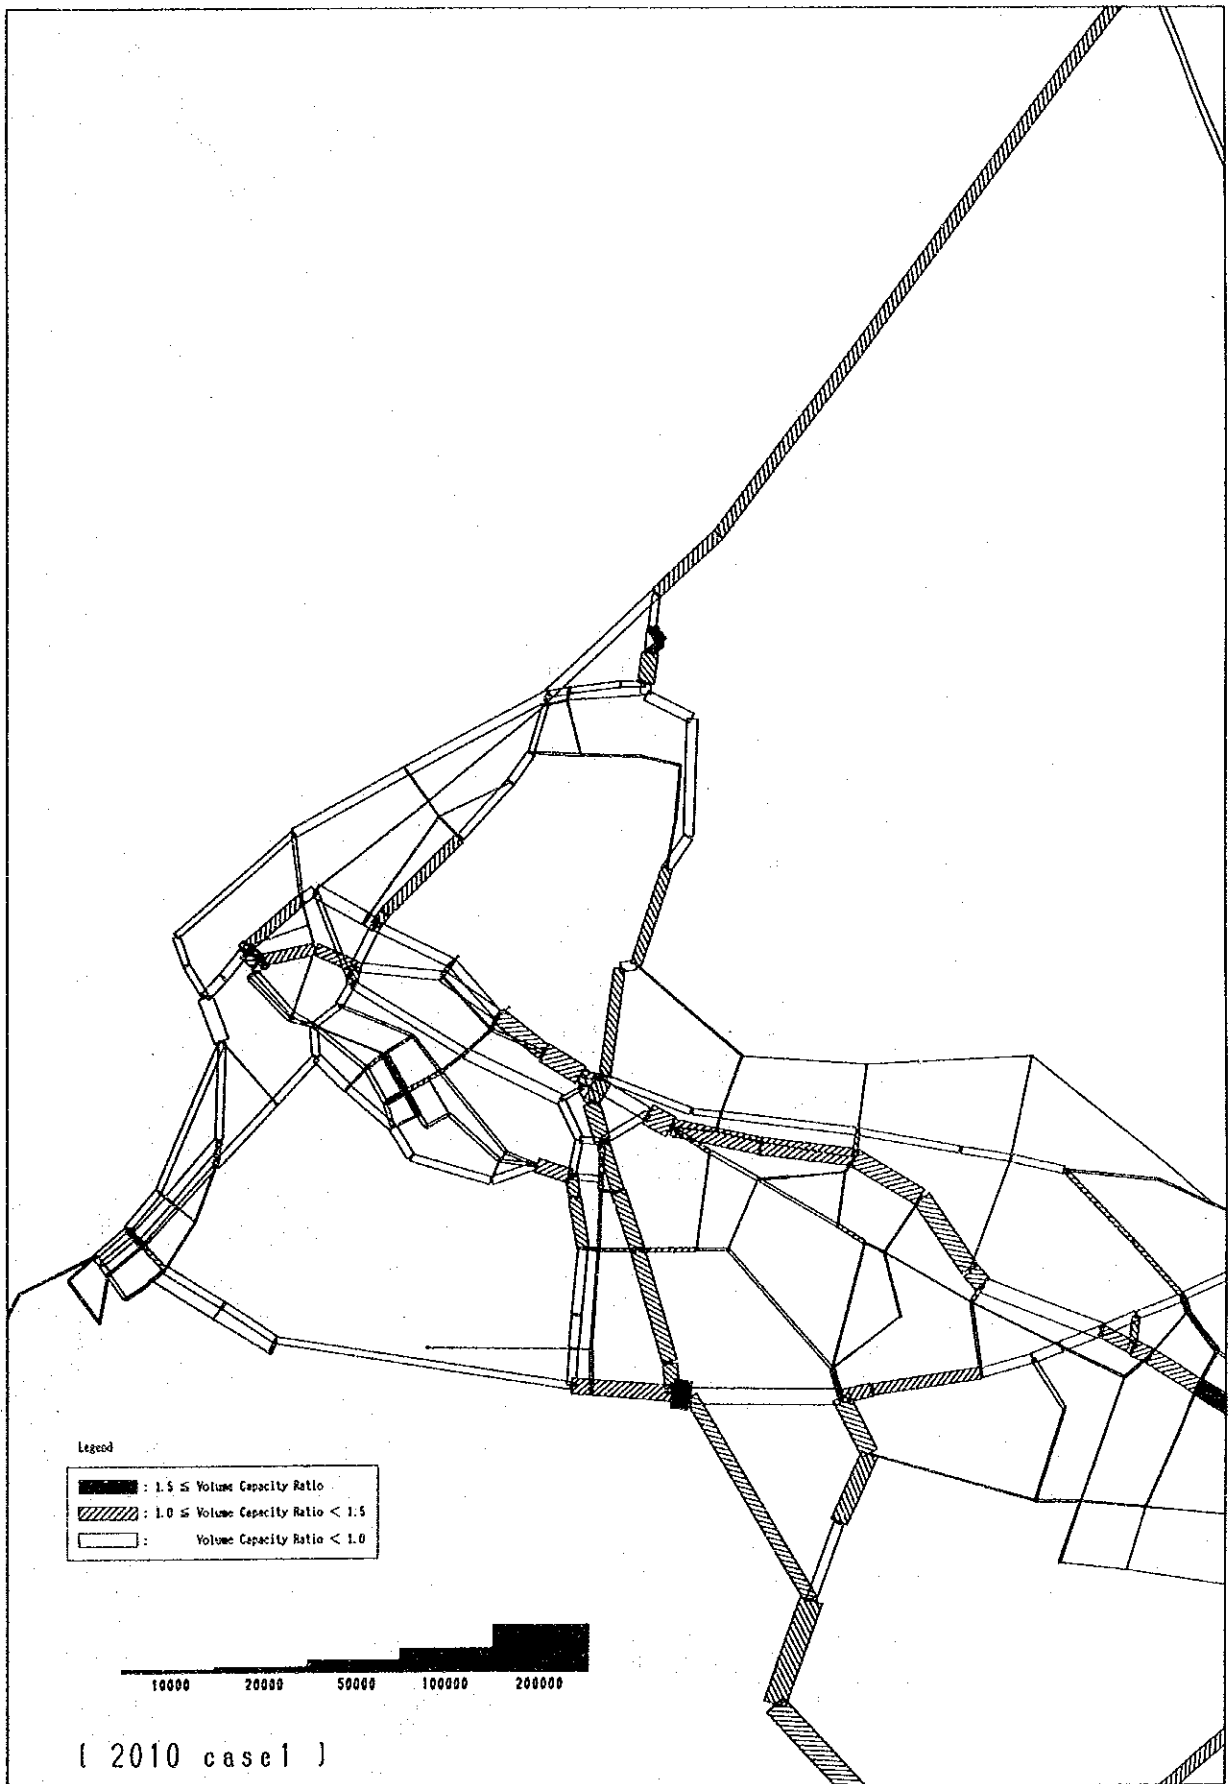 Legend
: 1.5 ≤ Volume Capacity Ratio
: 1.0 ≤ Volume Capacity Ratio < 1.5
: Volume Capacity Ratio < 1.0
10000 20000 50000 100000 200000
[ 2010 case1 ]